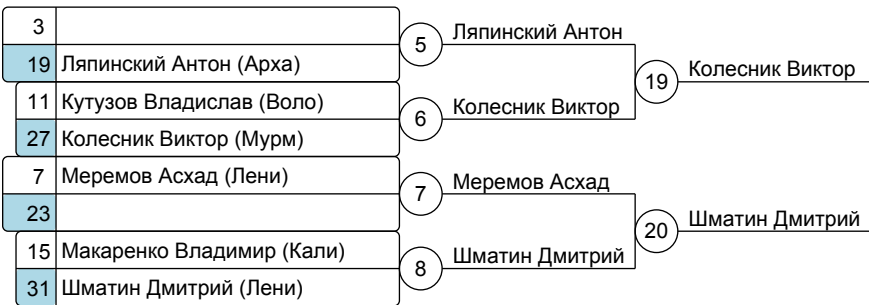 3
5
Ляпинский Антон
19 Ляпинский Антон (Арха)
19
Колесник Виктор
11 Кутузов Владислав (Воло)
6
Колесник Виктор
27 Колесник Виктор (Мурм)
7 Меремов Асхад (Лени)
7
Меремов Асхад
23
20
Шматин Дмитрий
15 Макаренко Владимир (Кали)
8
Шматин Дмитрий
31 Шматин Дмитрий (Лени)